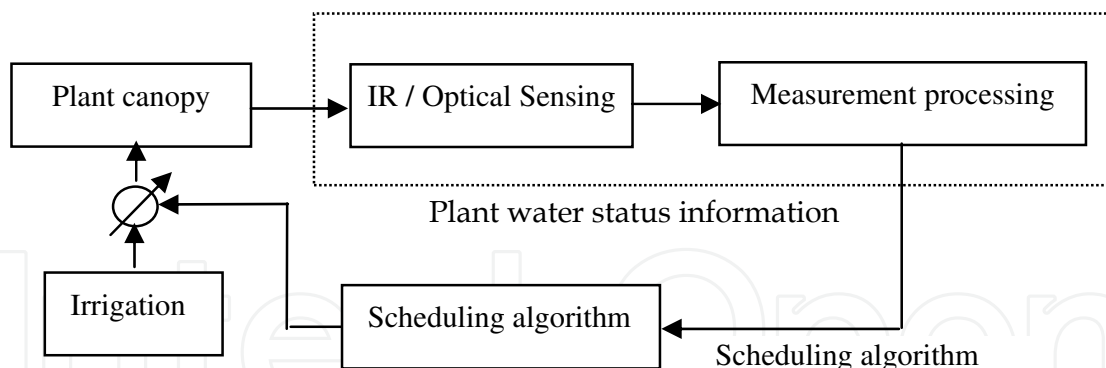 Plant canopy
IR / Optical Sensing
Measurement processing
Plant water status information
Irrigation
Scheduling algorithm
Scheduling algorithm